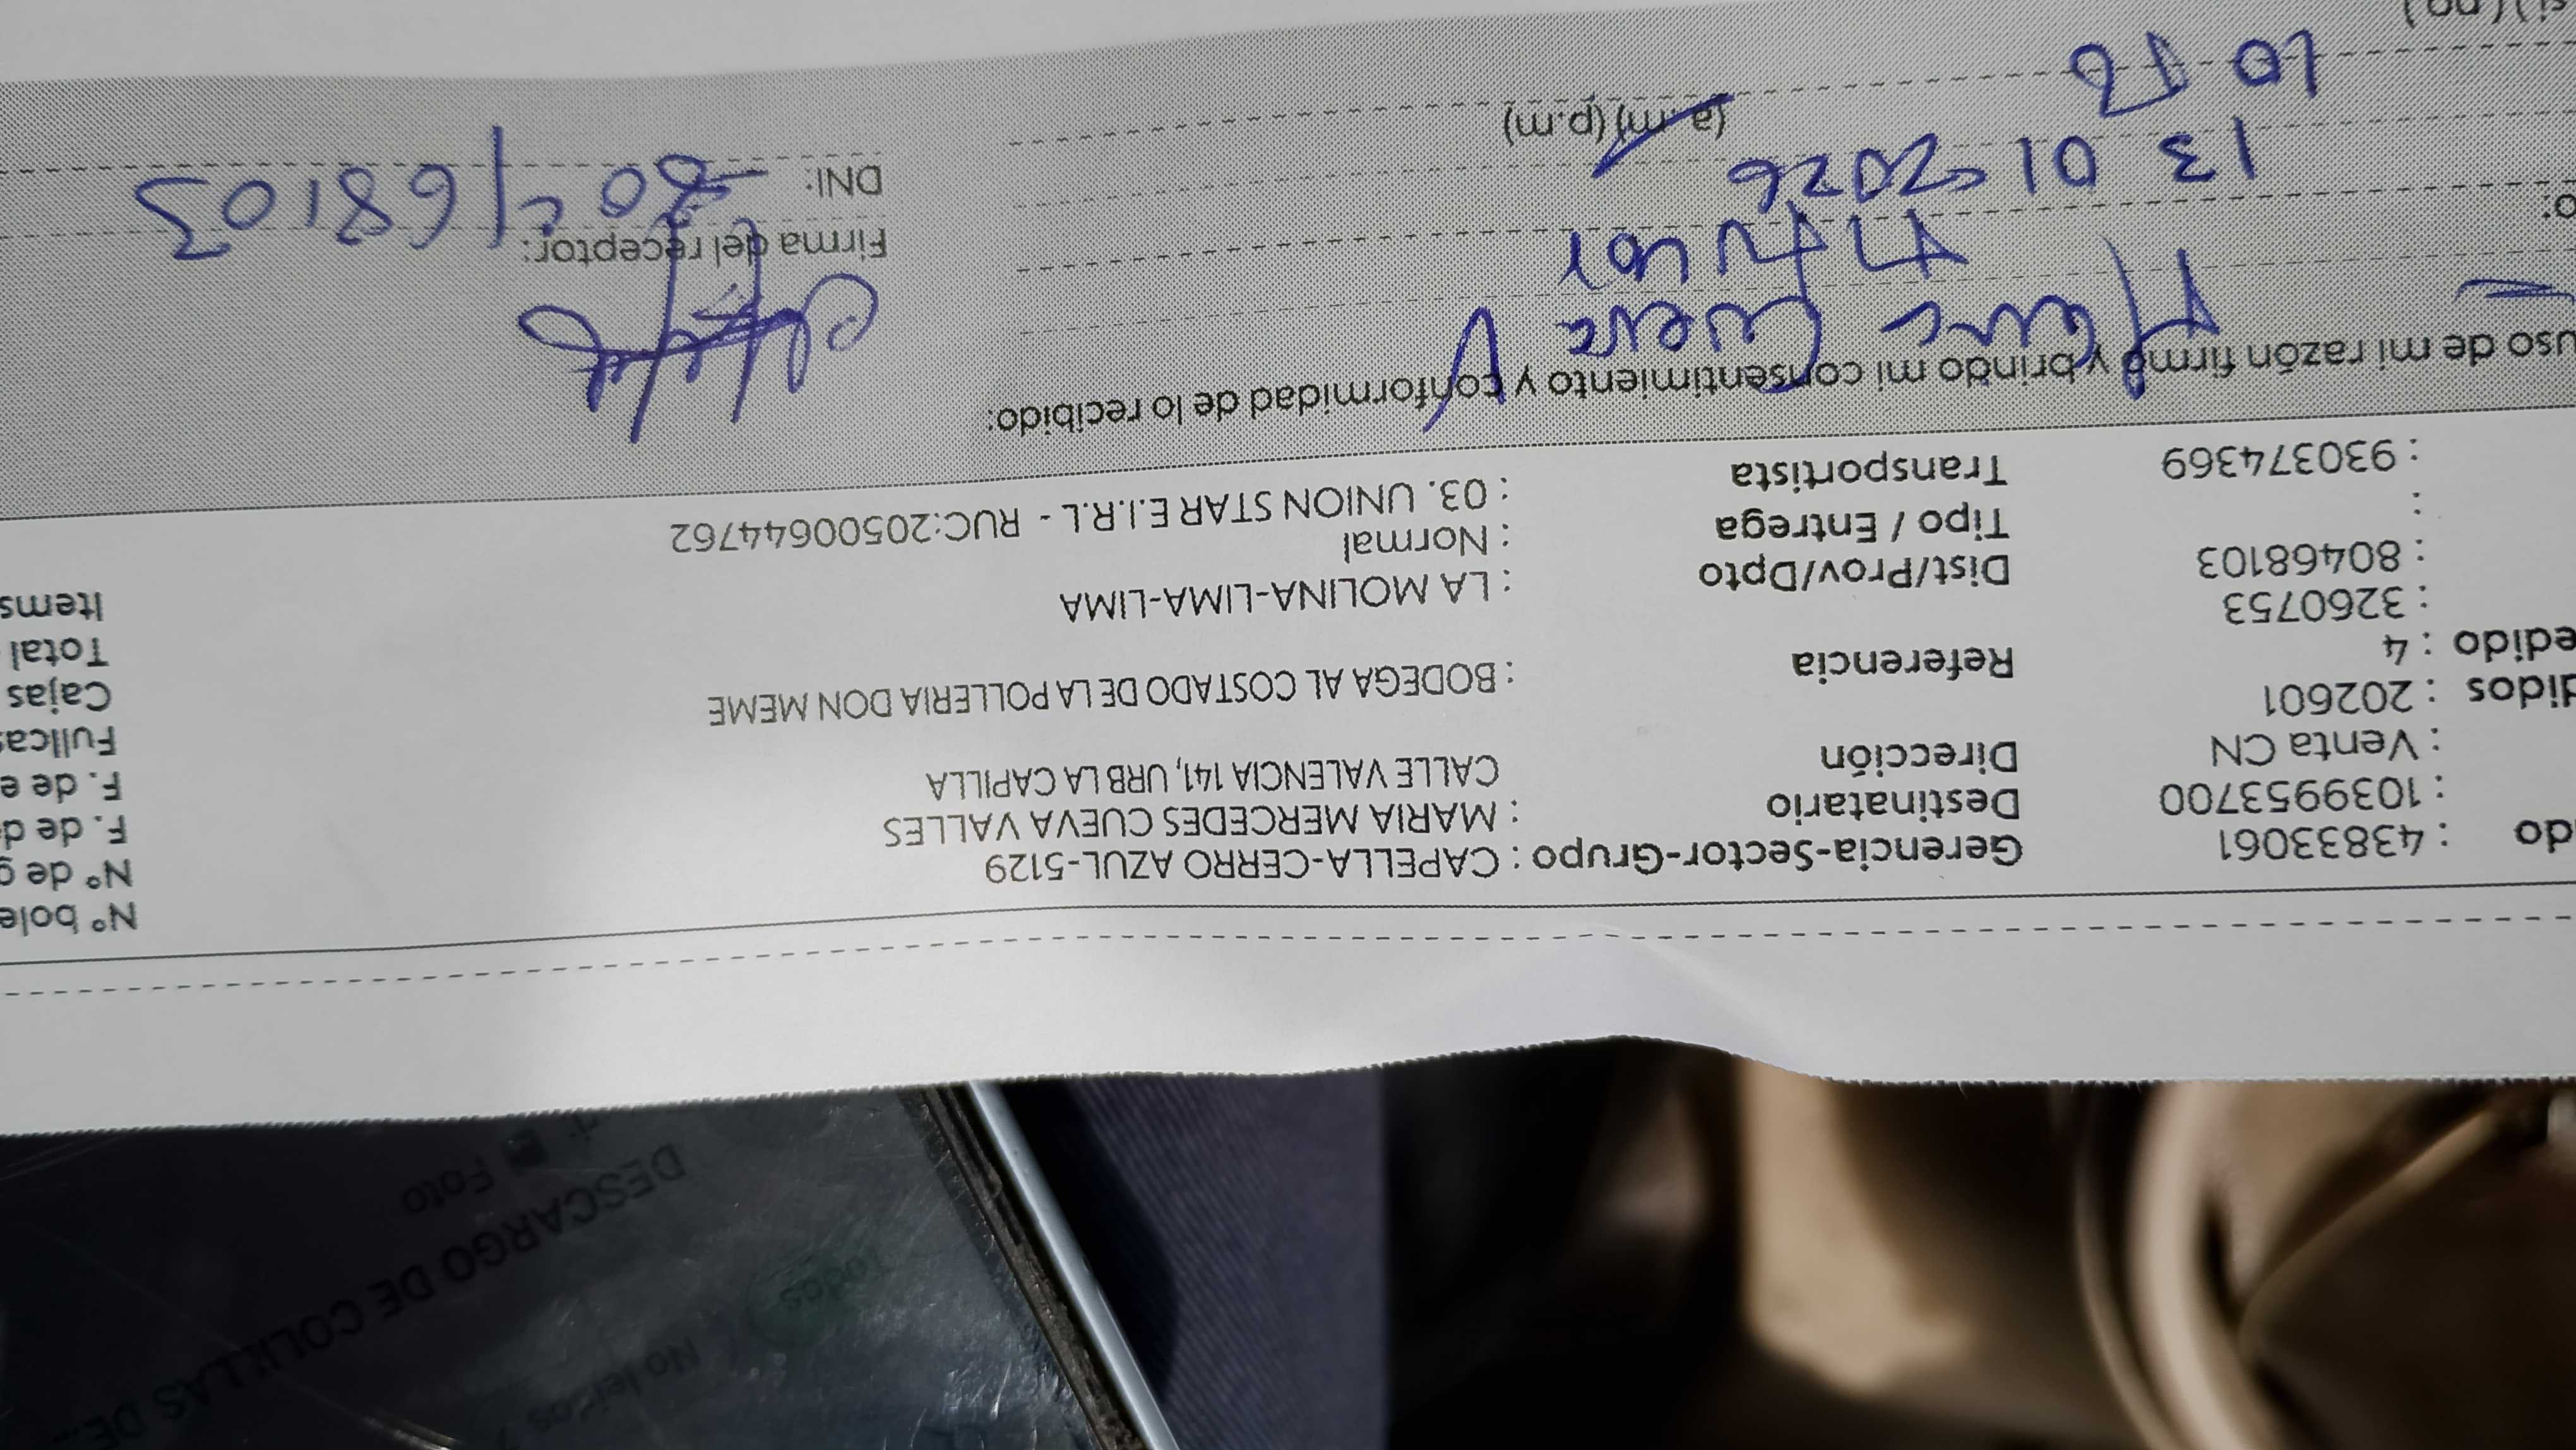 do : 43833061 Gerencia-Sector-Grupo : CAPELLA-CERRO AZUL-5129 N° bole
: 1039953700 Destinatario : MARIA MERCEDES CUEVA VALLES N° de g
: Venta CN Dirección CALLE VALENCIA 141, URB LA CAPILLA F. de d
didos : 202601 F. de e
edido : 4 Referencia : BODEGA AL COSTADO DE LA POLLERIA DON MEME Fullcas
: 3260753 Cajas
: 80468103 Dist/Prov/Dpto : LA MOLINA-LIMA-LIMA Total
: Tipo / Entrega : Normal Items
: 930374369 Transportista : 03. UNION STAR E.I.R.L - RUC:20500644762
uso de mi razón firmo y brindo mi consentimiento y conformidad de lo recibido:
Cueva V
Titular
o:
Firma del receptor:
13 01 2026
DNI: 80468103
(a.m) (p.m)
10
si) (no)
No leídos
Todos
DESCARGO DE COLILLAS DE...
Foto